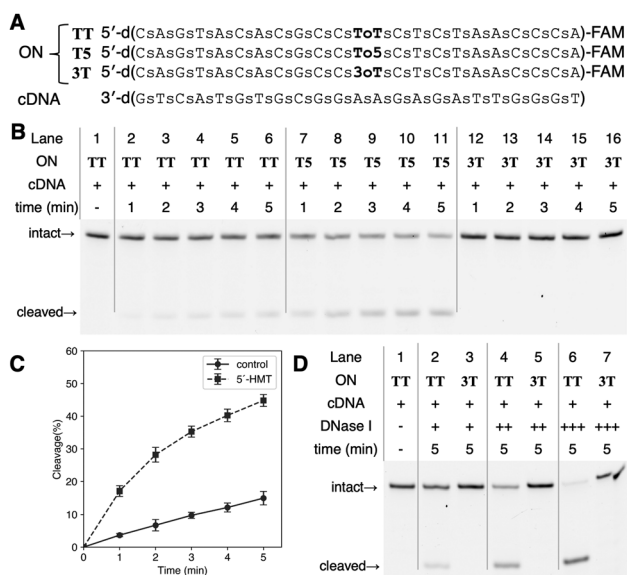 A
TT 5′-d(CsAsGsTsAsCsAsCsGsGsCsCsToTsCsTsCsTsAsAsCsCsCsA)-FAM
ON T5 5′-d(CsAsGsTsAsCsAsCsGsGsCsCsTo5sCsTsCsTsAsAsCsCsCsA)-FAM
3T 5′-d(CsAsGsTsAsCsAsCsGsGsCsCs3oTsCsTsCsTsAsAsCsCsCsA)-FAM
cDNA 3′-d(GsTsCsAsTsGsTsGsCsGsGsAsAsGsAsGsAsTsTsGsGsGsT)
B
Lane 1 2 3 4 5 6 7 8 9 10 11 12 13 14 15 16
ON TT TT TT TT TT TT T5 T5 T5 T5 T5 3T 3T 3T 3T 3T
cDNA + + + + + + + + + + + + + + + +
time (min) - 1 2 3 4 5 1 2 3 4 5 1 2 3 4 5
intact→
cleaved→
C
60
50
40
30
20
10
0
Cleavage(%)
control
5′-HMT
0 1 2 3 4 5
Time (min)
D
Lane 1 2 3 4 5 6 7
ON TT TT 3T TT 3T TT 3T
cDNA + + + + + + +
DNase I - + + ++ ++ +++ +++
time (min) - 5 5 5 5 5 5
intact→
cleaved→